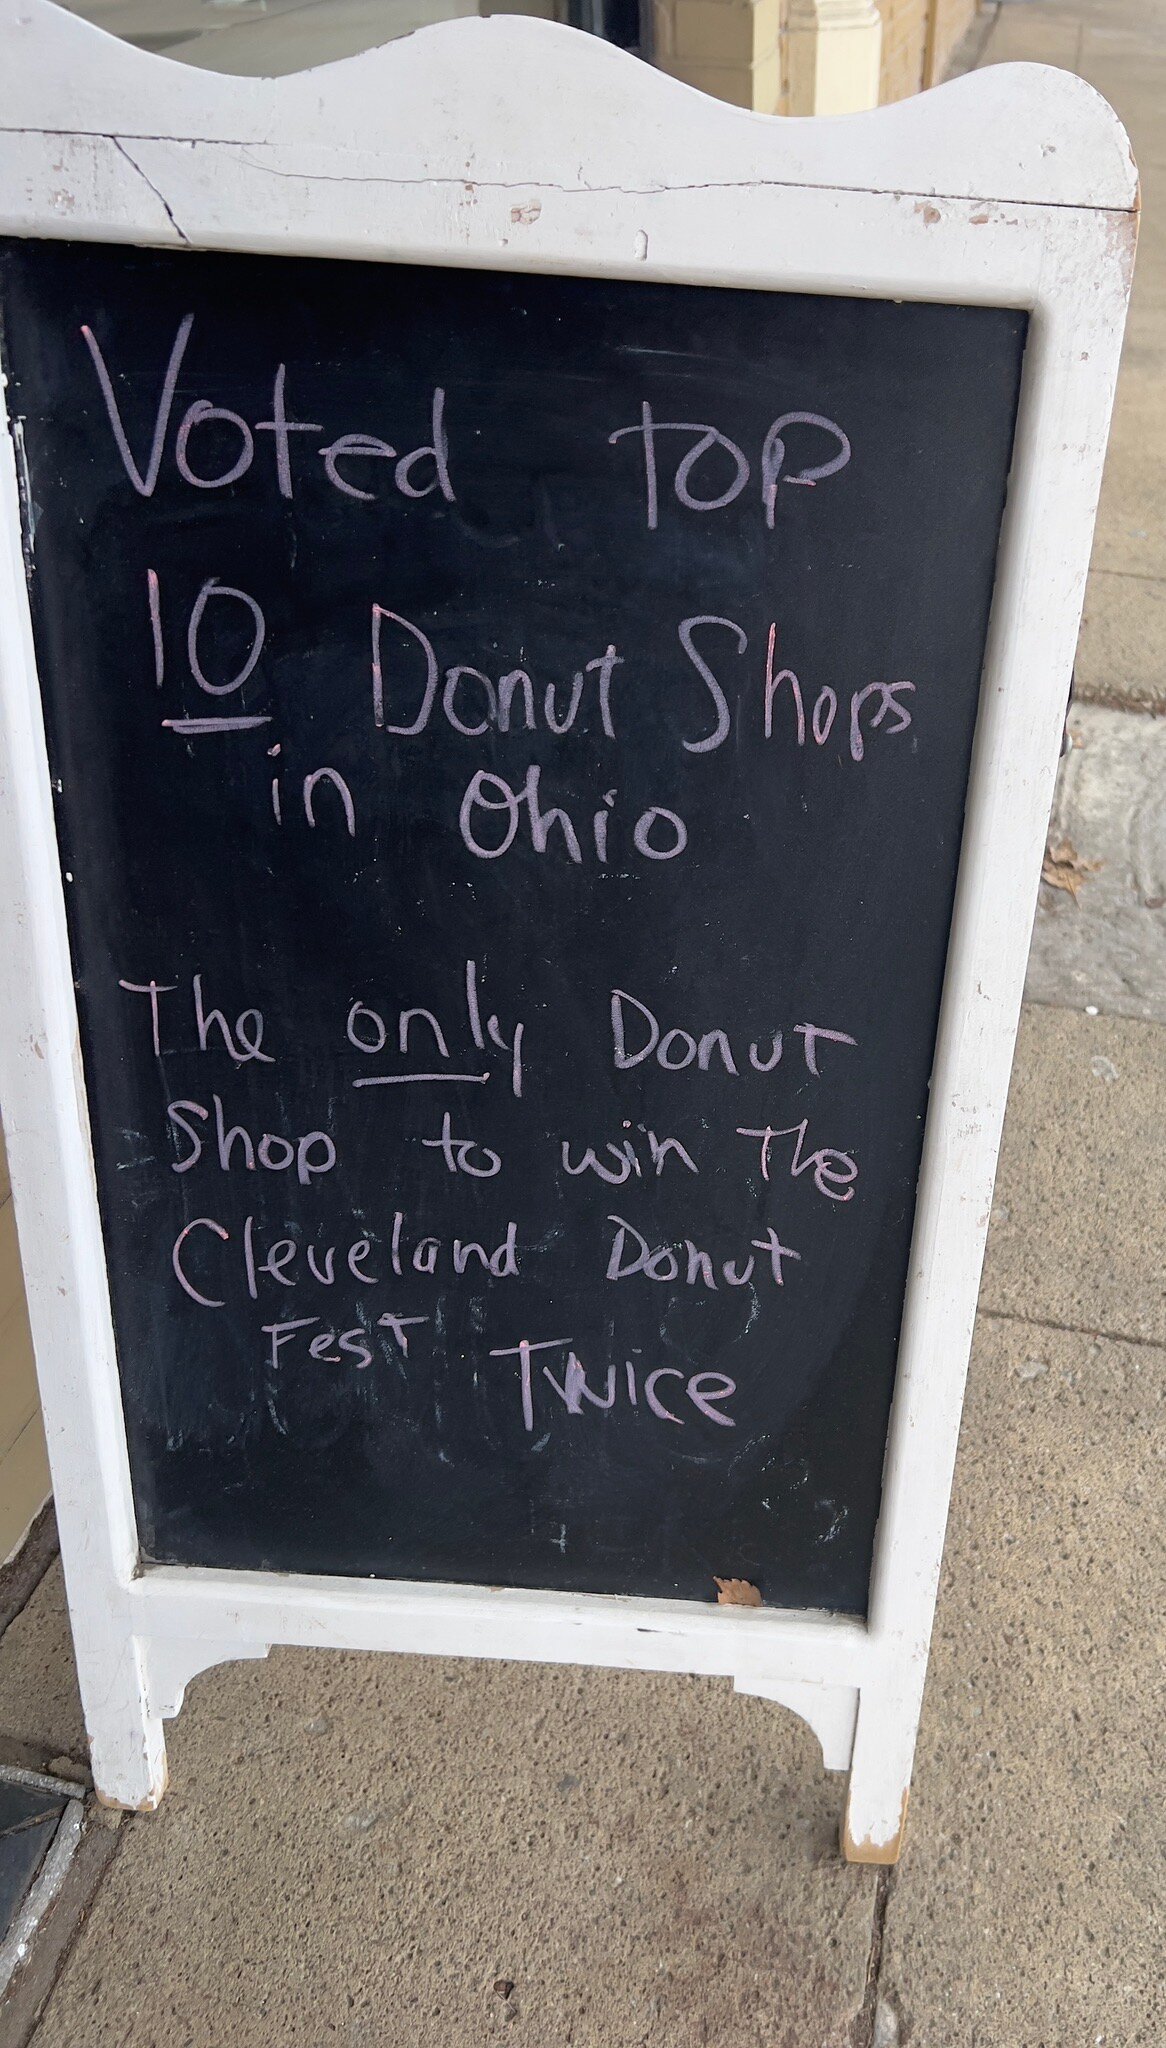 Voted Top
10 Donut Shops
in Ohio
The only Donut
Shop to win The
Cleveland Donut
Fest Twice